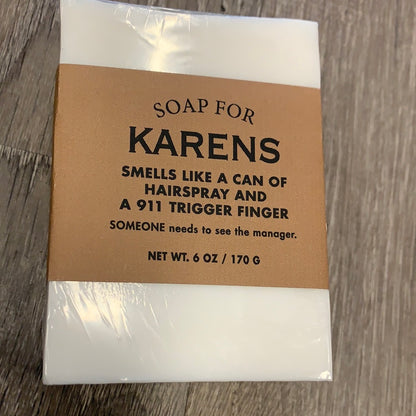 SOAP FOR
KARENS
SMELLS LIKE A CAN OF
HAIRSPRAY AND
A 911 TRIGGER FINGER
SOMEONE needs to see the manager.
NET WT. 6 OZ / 170 G